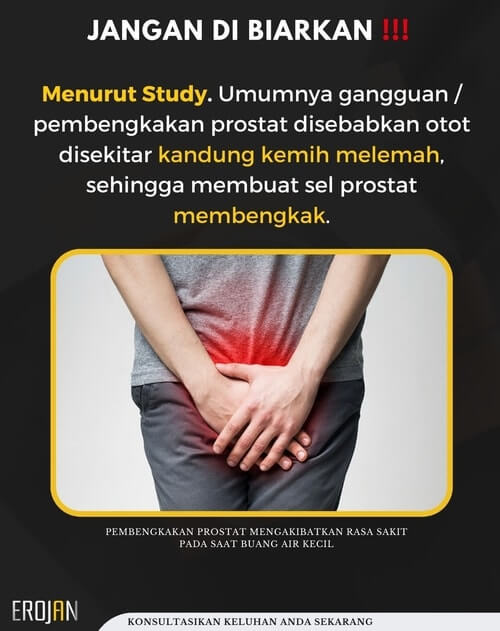 JANGAN DI BIARKAN !!!
Menurut Study. Umumnya gangguan /
pembengkakan prostat disebabkan otot
disekitar kandung kemih melemah,
sehingga membuat sel prostat
membengkak.
PEMBENGKAKAN PROSTAT MENGAKIBATKAN RASA SAKIT
PADA SAAT BUANG AIR KECIL
EROJAN
KONSULTASIKAN KELUHAN ANDA SEKARANG